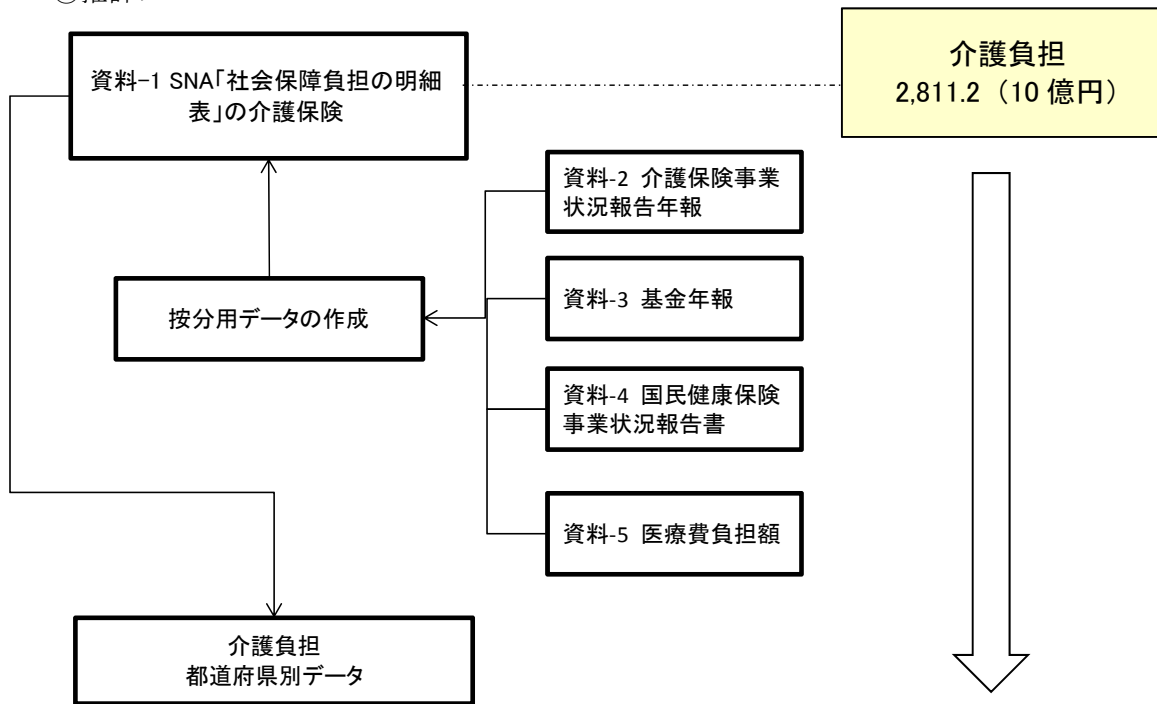 資料-1 SNA「社会保障負担の明細
表」の介護保険
介護負担
2,811.2（10 億円）
資料-2 介護保険事業
状況報告年報
按分用データの作成
資料-3 基金年報
資料-4 国民健康保険
事業状況報告書
資料-5 医療費負担額
介護負担
都道府県別データ